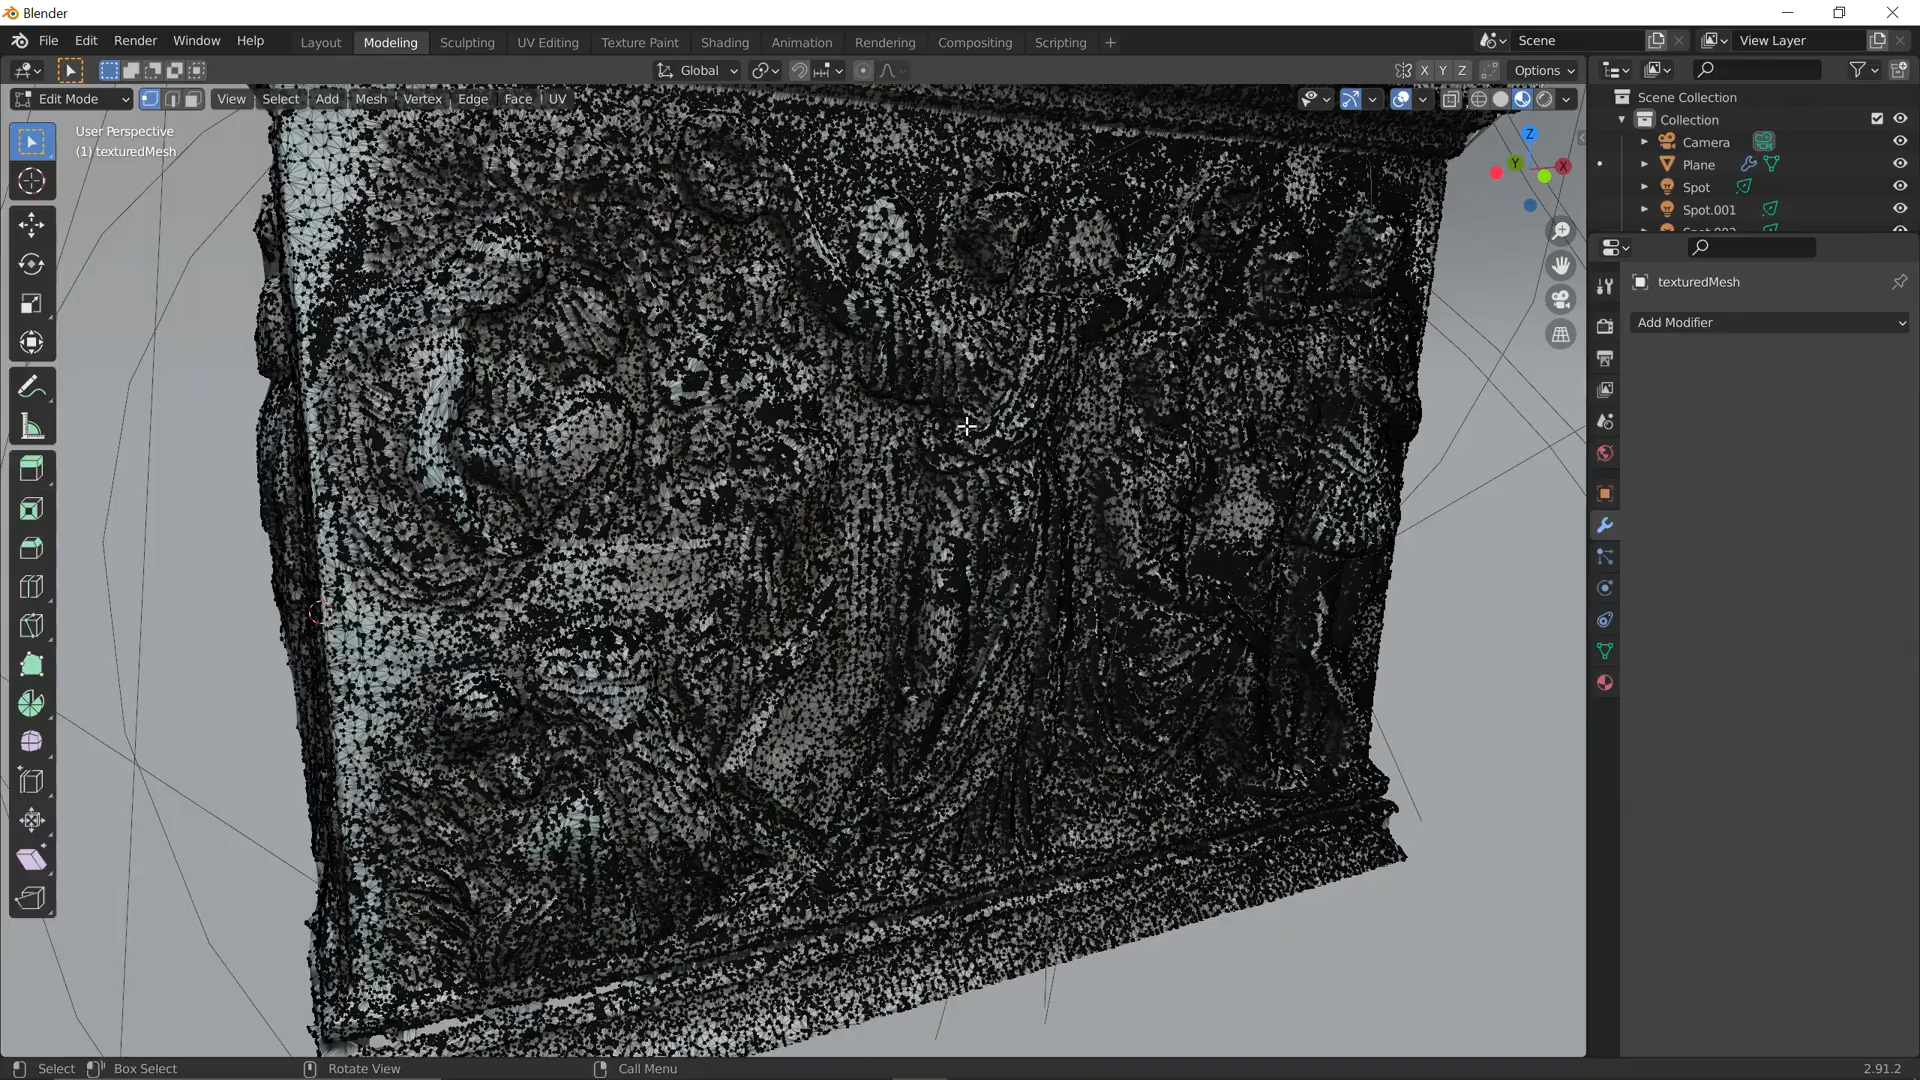 Blender
File Edit Render Window Help Layout Modeling Sculpting UV Editing Texture Paint Shading Animation Rendering Compositing Scripting + Scene View Layer
Global X Y Z Options
Edit Mode View Select Add Mesh Vertex Edge Face UV
User Perspective
(1) texturedMesh
Z
Y
X
Scene Collection
Collection
Camera
Plane
Spot
Spot.001
texturedMesh
Add Modifier
Select Box Select Rotate View Call Menu 2.91.2